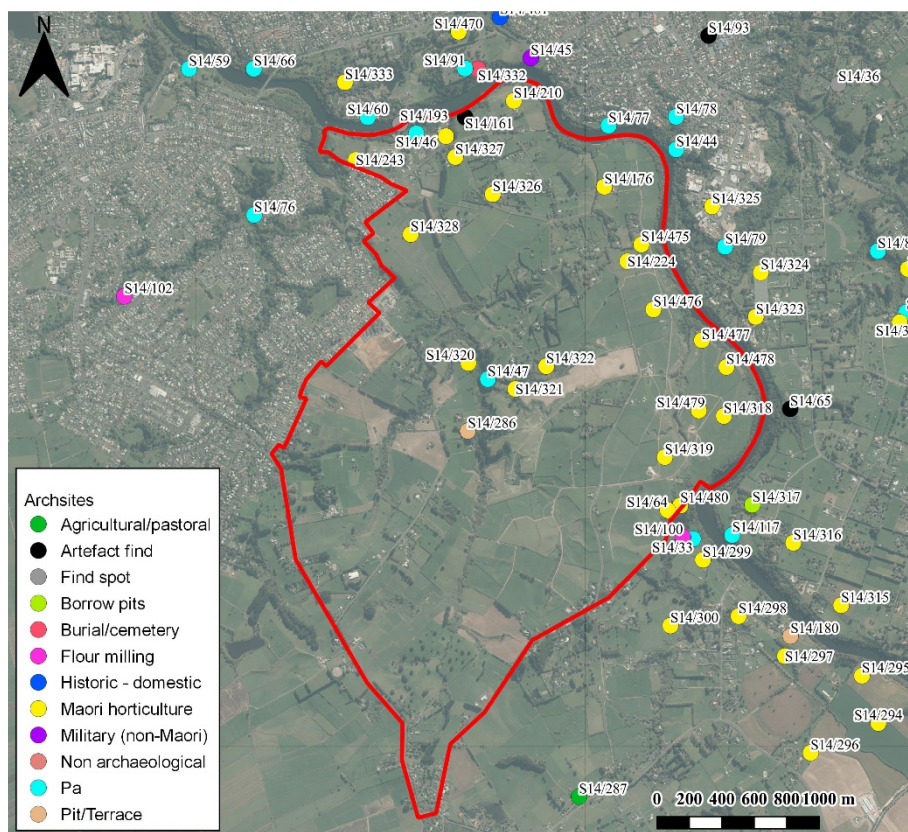 N
S14/470
S14/93
S14/59
S14/66
S14/91
S14/45
S14/333
S14/332
S14/36
S14/210
S14/60
S14/193
S14/161
S14/77
S14/78
S14/46
S14/44
S14/243
S14/327
S14/326
S14/176
S14/76
S14/325
S14/328
S14/475
S14/79
S14/224
S14/324
S14/102
S14/476
S14/323
S14/477
S14/320
S14/322
S14/478
S14/47
S14/321
S14/479
S14/318
S14/65
S14/286
S14/319
S14/64
S14/480
S14/317
S14/100
S14/117
S14/33
S14/316
S14/299
S14/315
S14/300
S14/298
S14/180
S14/297
S14/295
S14/294
S14/296
S14/287
Archsites
Agricultural/pastoral
Artefact find
Find spot
Borrow pits
Burial/cemetery
Flour milling
Historic - domestic
Maori horticulture
Military (non-Maori)
Non archaeological
Pa
Pit/Terrace
0 200 400 600 800 1000 m